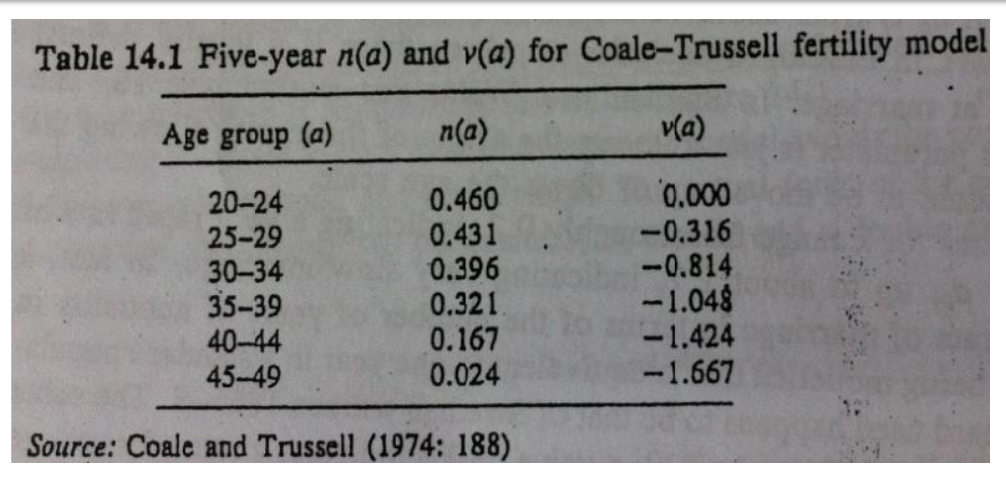 Table 14.1 Five-year n(a) and v(a) for Coale–Trussell fertility model
Age group (a) n(a) v(a)
20–24 0.460 0.000
25–29 0.431 −0.316
30–34 0.396 −0.814
35–39 0.321 −1.048
40–44 0.167 −1.424
45–49 0.024 −1.667
Source: Coale and Trussell (1974: 188)